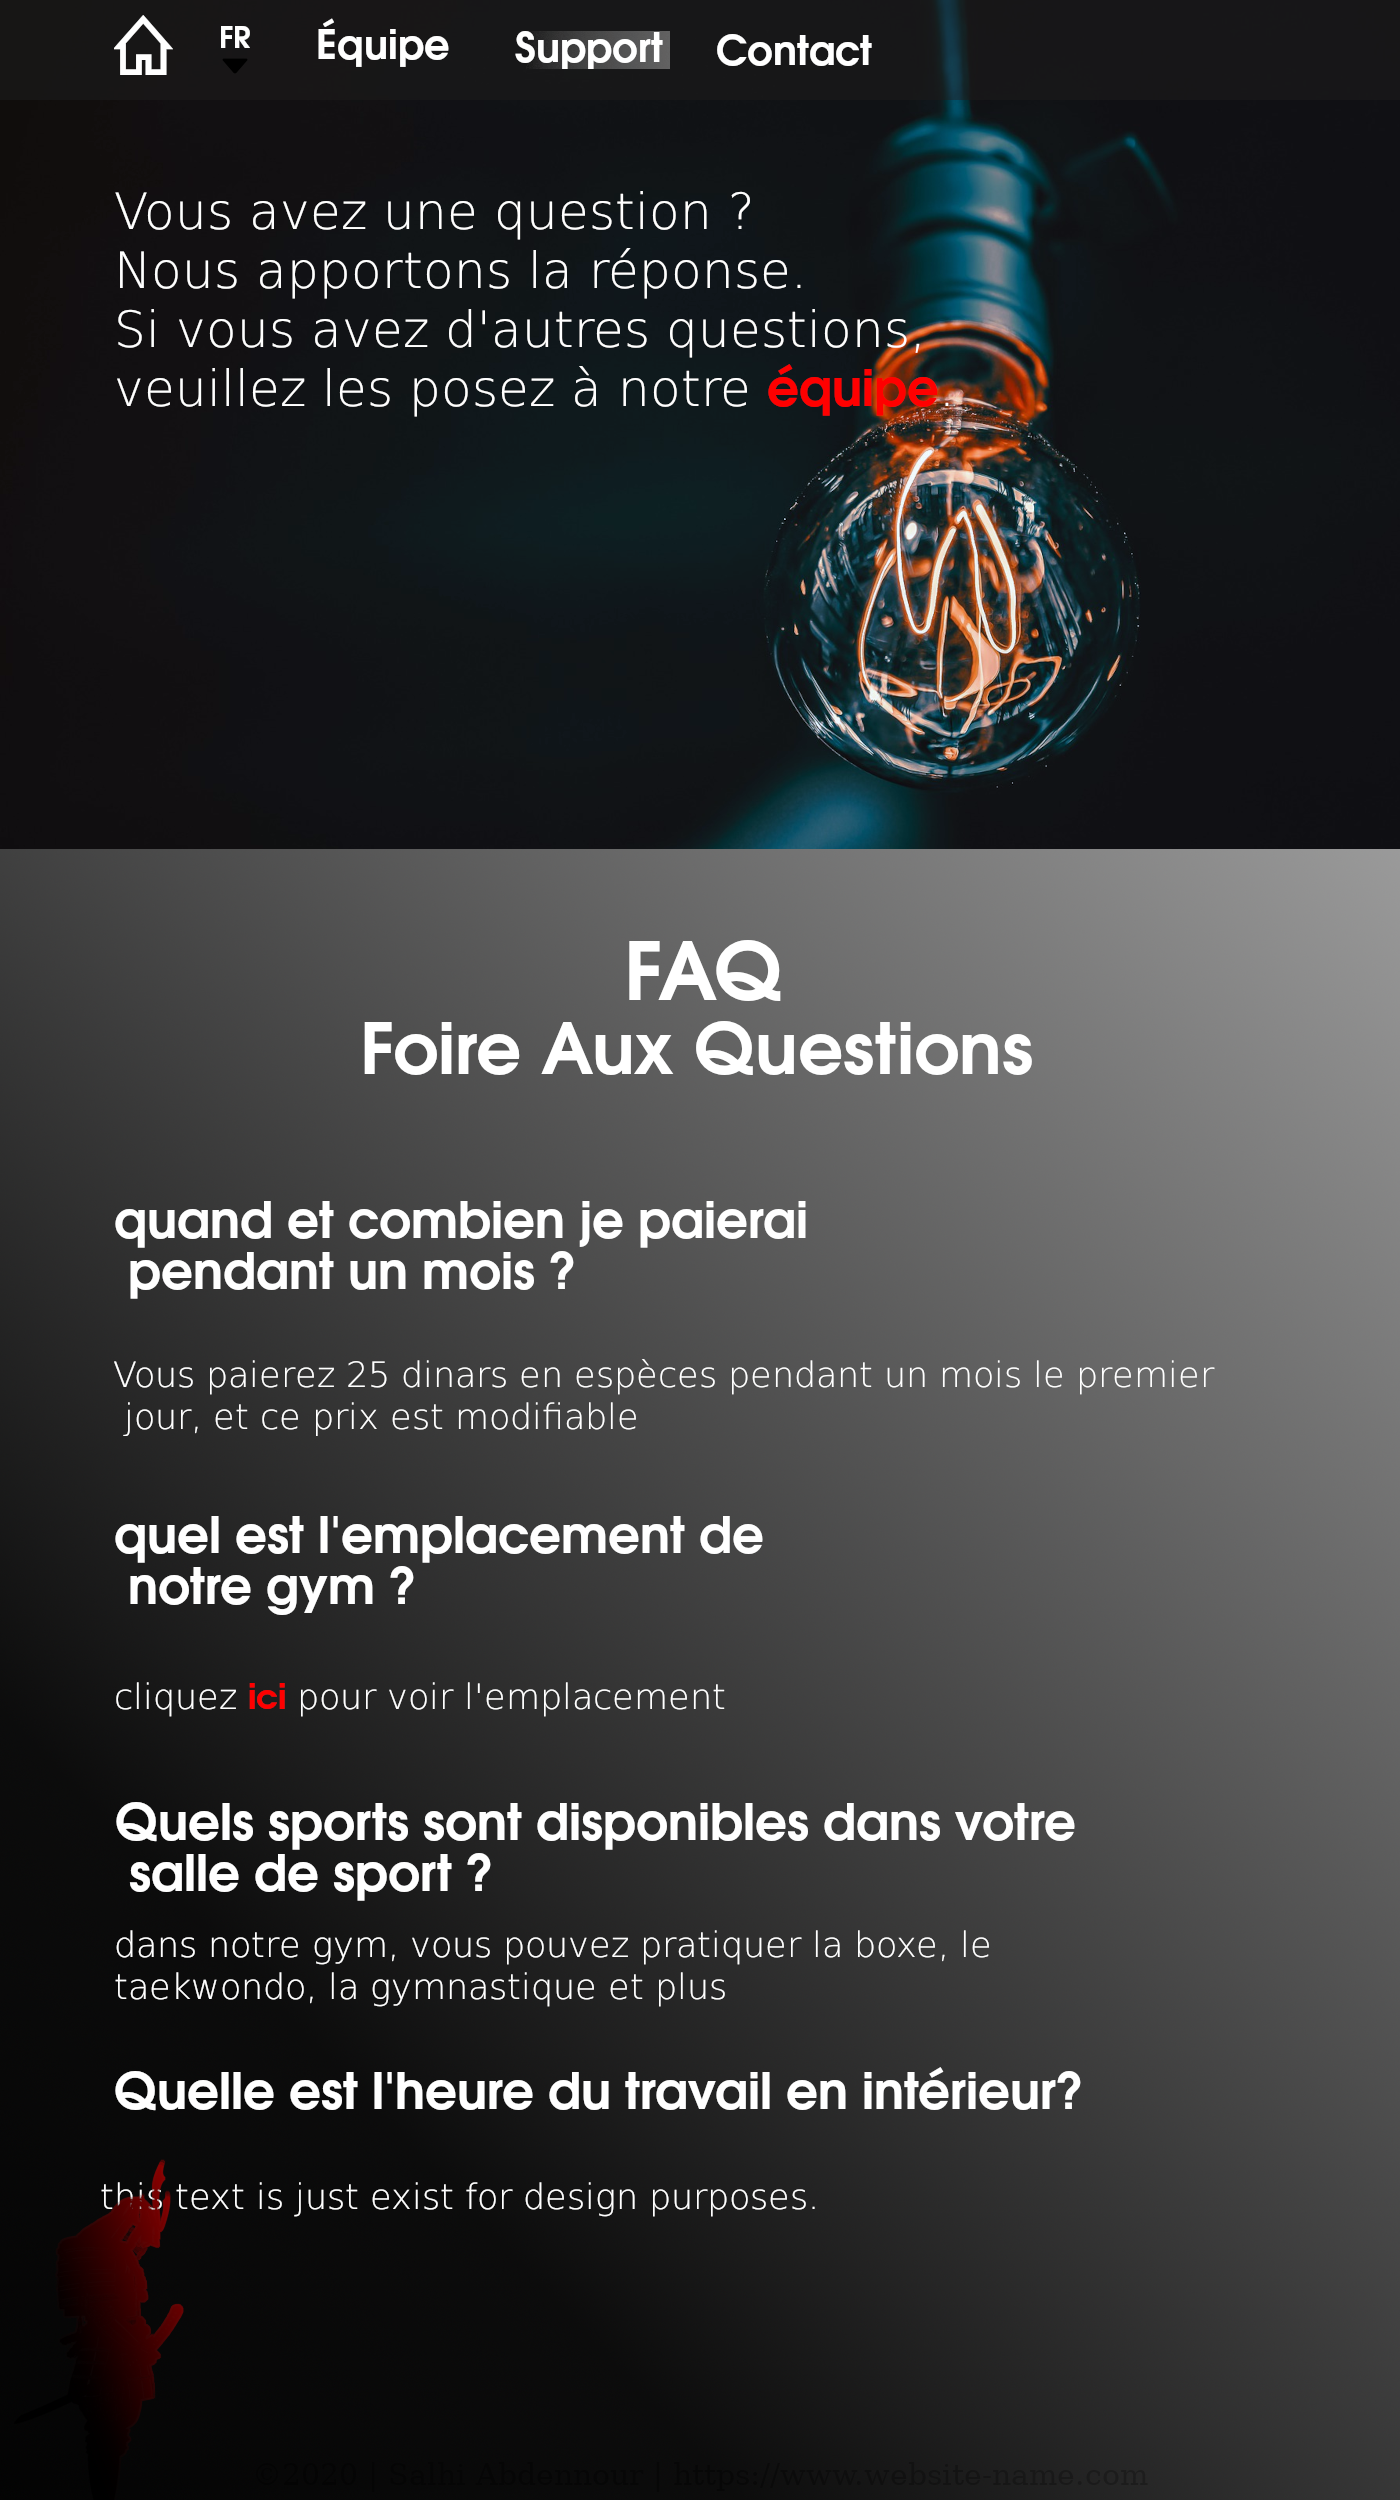 FR
Équipe
Support
Contact
Vous avez une question ?
Nous apportons la réponse.
Si vous avez d'autres questions,
veuillez les posez à notre équipe.
FAQ
Foire Aux Questions
quand et combien je paierai
pendant un mois ?
Vous paierez 25 dinars en espèces pendant un mois le premier
jour, et ce prix est modifiable
quel est l'emplacement de
notre gym ?
cliquez ici pour voir l'emplacement
Quels sports sont disponibles dans votre
salle de sport ?
dans notre gym, vous pouvez pratiquer la boxe, le
taekwondo, la gymnastique et plus
Quelle est l'heure du travail en intérieur?
this text is just exist for design purposes.
©2020 | Salhi Abdennour | https://www.website-name.com